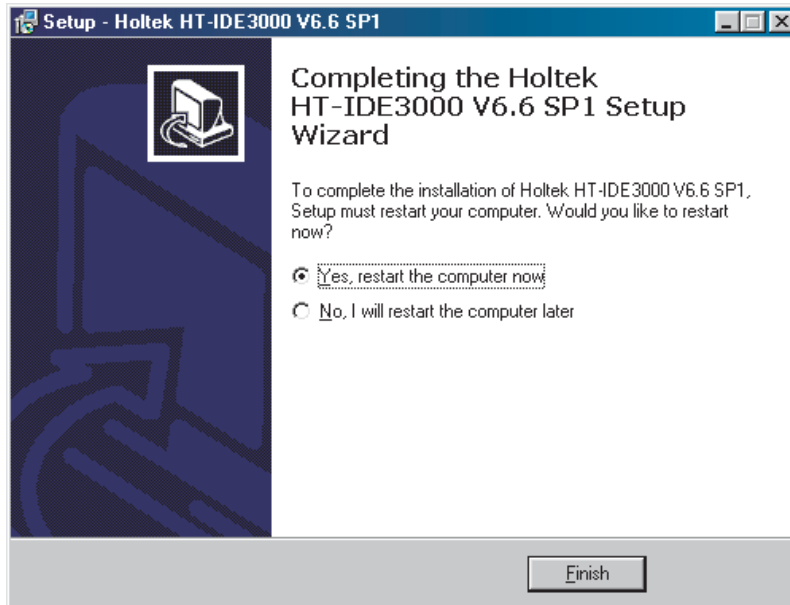 Setup - Holtek HT-IDE3000 V6.6 SP1
Completing the Holtek
HT-IDE3000 V6.6 SP1 Setup
Wizard
To complete the installation of Holtek HT-IDE3000 V6.6 SP1,
Setup must restart your computer. Would you like to restart
now?
Yes, restart the computer now
No, I will restart the computer later
Finish